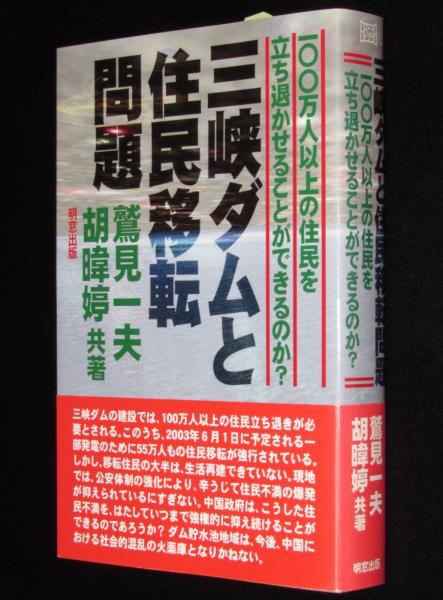 一〇〇万人以上の住民を
立ち退かせることができるのか?
三峡ダムと
住民移転
問題
鷲見一夫
胡暐婷 共著
明窓出版
三峡ダムの建設では、100万人以上の住民立ち退きが必
要とされる。このうち、2003年6月1日に予定される一
部発電のために55万人もの住民移転が強行されている。
しかし、移転住民の大半は、生活再建できていない。現地
では、公安体制の強化により、辛うじて住民不満の爆発
が抑えられているにすぎない。中国政府は、こうした住
民不満を、はたしていつまで強権的に抑え続けることが
できるのであろうか? ダム貯水池地域は、今後、中国に
おける社会的混乱の火薬庫となりかねない。
三峡ダムと住民移転問題
一〇〇万人以上の住民を
立ち退かせることができるのか?
鷲見一夫
胡暐婷 共著
明窓出版